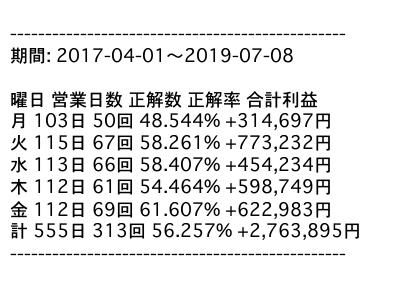 ------------------------------------------------
期間: 2017-04-01～2019-07-08
曜日 営業日数 正解数 正解率 合計利益
月 103日 50回 48.544% +314,697円
火 115日 67回 58.261% +773,232円
水 113日 66回 58.407% +454,234円
木 112日 61回 54.464% +598,749円
金 112日 69回 61.607% +622,983円
計 555日 313回 56.257% +2,763,895円
------------------------------------------------